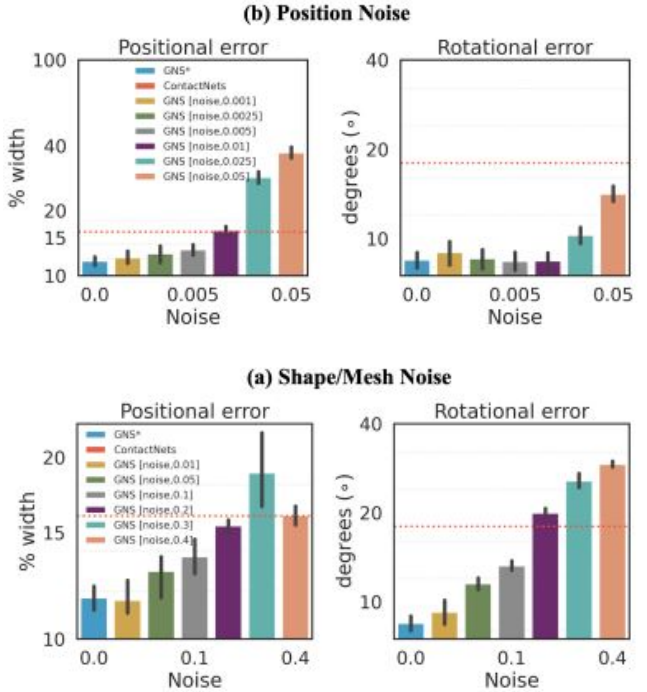 (b) Position Noise
Positional error
% width
100
40
20
15
10
GNS*
ContactNets
GNS [noise,0.001]
GNS [noise,0.0025]
GNS [noise,0.005]
GNS [noise,0.01]
GNS [noise,0.025]
GNS [noise,0.05]
0.0 0.005 0.05
Noise
Rotational error
degrees (∘)
40
20
10
0.0 0.005 0.05
Noise
(a) Shape/Mesh Noise
Positional error
% width
20
15
10
GNS*
ContactNets
GNS [noise,0.01]
GNS [noise,0.05]
GNS [noise,0.1]
GNS [noise,0.2]
GNS [noise,0.3]
GNS [noise,0.4]
0.0 0.1 0.4
Noise
Rotational error
degrees (∘)
40
20
10
0.0 0.1 0.4
Noise